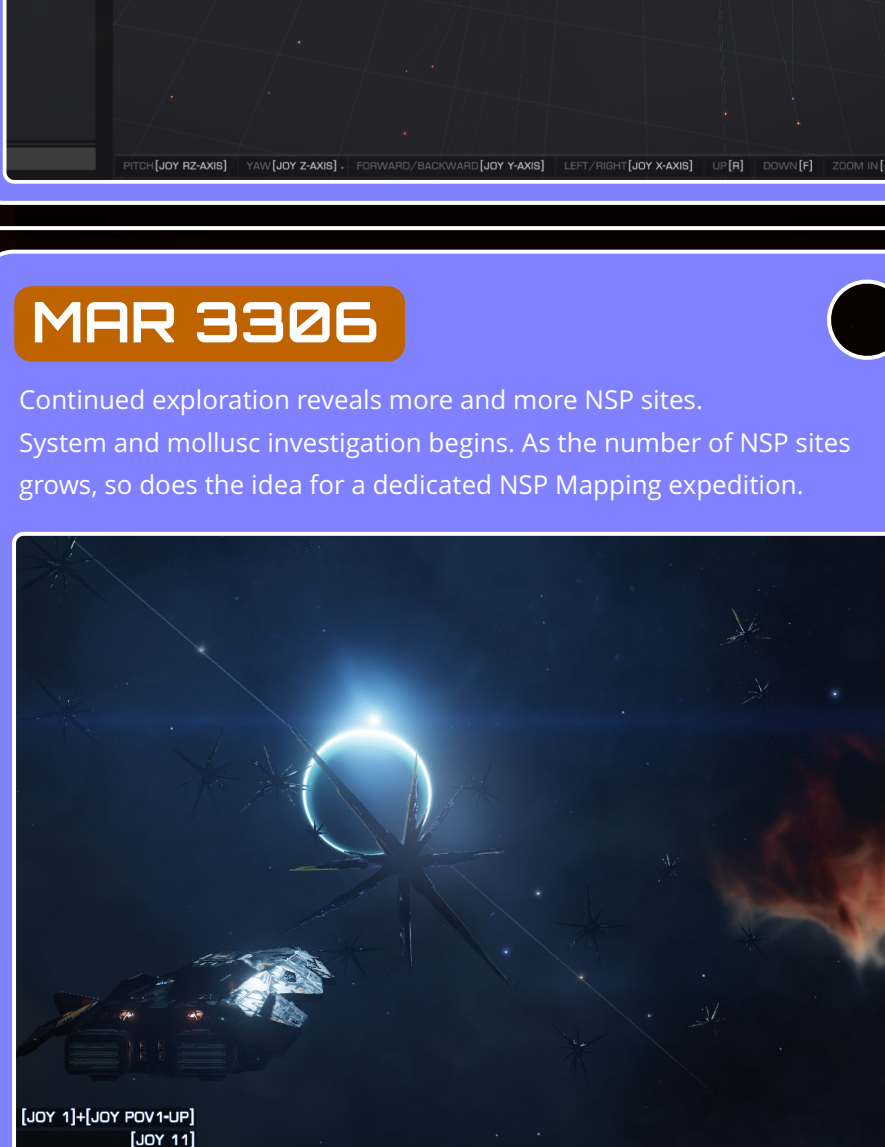 PITCH[JOY RZ-AXIS] YAW[JOY Z-AXIS] FORWARD/BACKWARD[JOY Y-AXIS] LEFT/RIGHT[JOY X-AXIS] UP[R] DOWN[F] ZOOM IN[
MAR 3306
Continued exploration reveals more and more NSP sites.
System and mollusc investigation begins. As the number of NSP sites
grows, so does the idea for a dedicated NSP Mapping expedition.
[JOY 1]+[JOY POV1-UP]
[JOY 11]